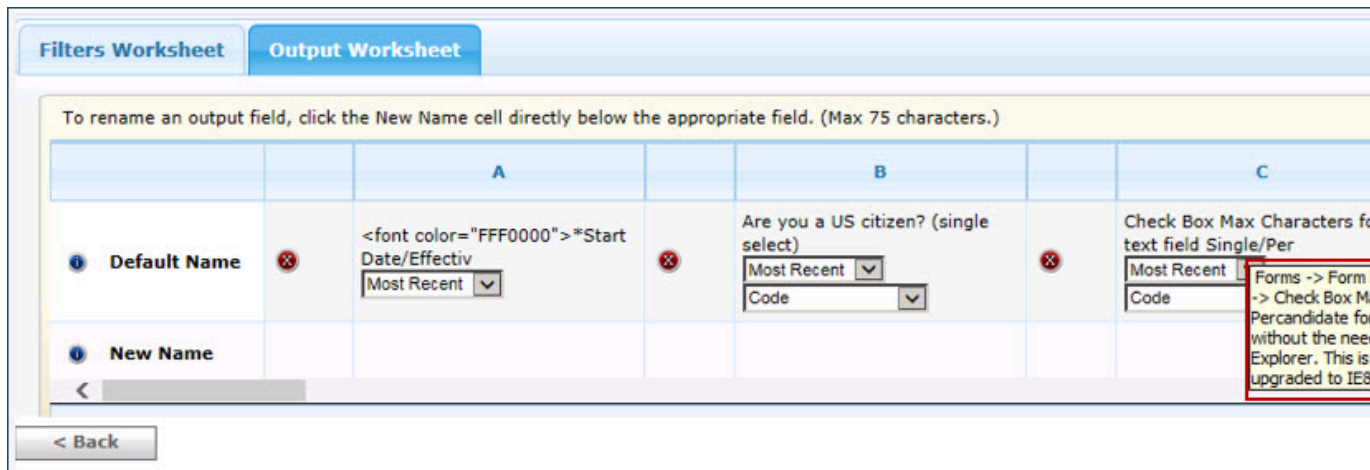 Filters Worksheet
Output Worksheet
To rename an output field, click the New Name cell directly below the appropriate field. (Max 75 characters.)
A
B
C
Default Name
<font color="FFF0000">*Start
Date/Effectiv
Most Recent
Are you a US citizen? (single
select)
Most Recent
Code
Check Box Max Characters fo
text field Single/Per
Most Recent
Code
Forms -> Form
-> Check Box Ma
Percandidate for
without the need
Explorer. This is
upgraded to IE8
New Name
< Back